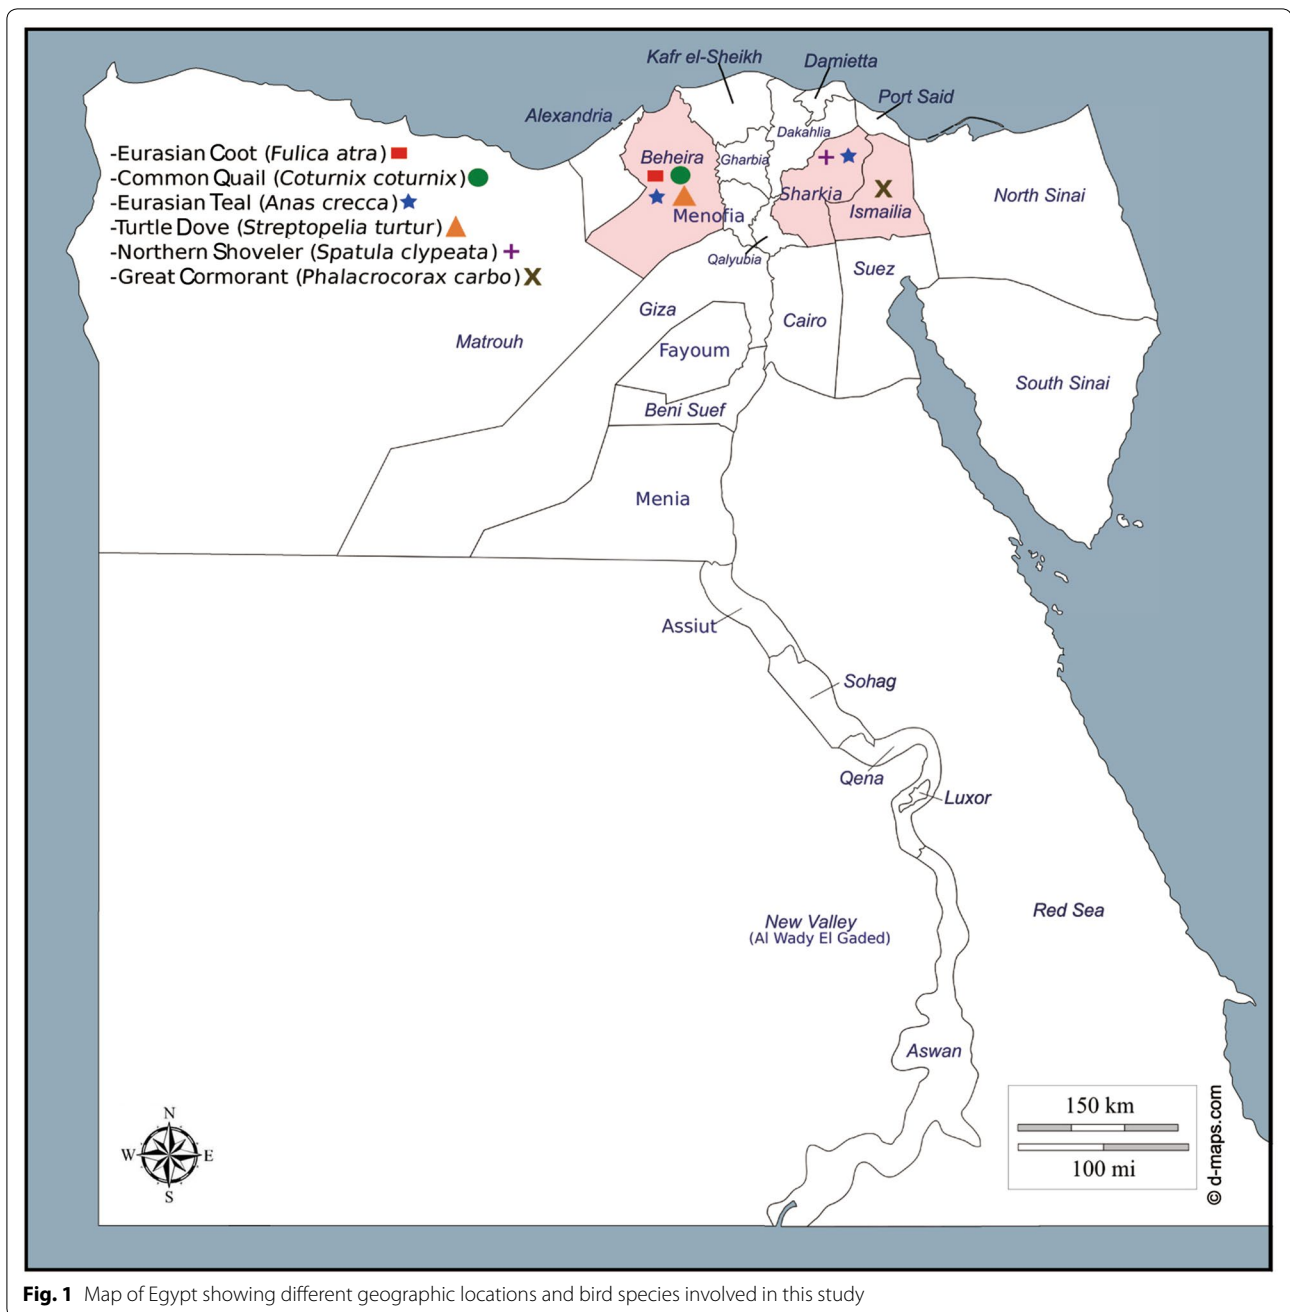 Kafr el-Sheikh
Damietta
Port Said
Alexandria
Dakahlia
-Eurasian Coot (Fulica atra)
Beheira
Gharbia
-Common Quail (Coturnix coturnix)
-Eurasian Teal (Anas crecca)
Sharkia
North Sinai
Menofia
Ismailia
-Turtle Dove (Streptopelia turtur)
-Northern Shoveler (Spatula clypeata) +
Qalyubia
Suez
-Great Cormorant (Phalacrocorax carbo) X
X
Giza
Cairo
Matrouh
Fayoum
South Sinai
Beni Suef
Menia
Assiut
Sohag
Qena
Luxor
New Valley
(Al Wady El Gaded)
Red Sea
Aswan
N
W
E
S
150 km
100 mi
© d-maps.com
Fig. 1 Map of Egypt showing different geographic locations and bird species involved in this study